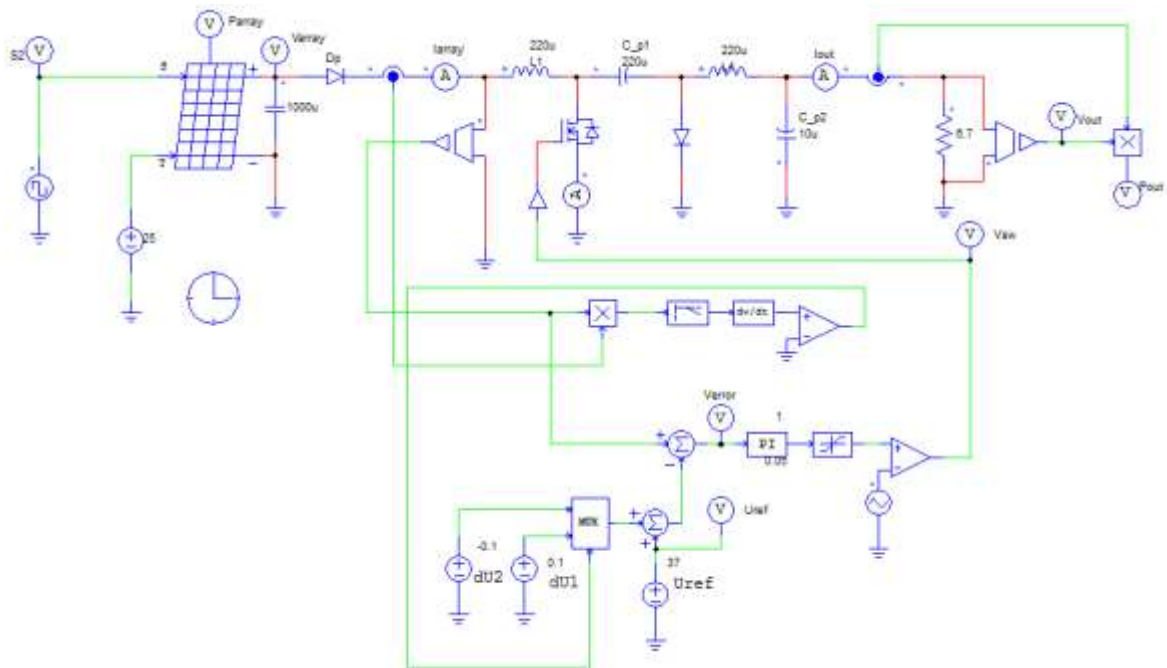 Parray
S2
V
V
Varray
V
Dp
Iarray
A
220u
L1
C_p1
220u
220u
Iout
A
1000u
C_p2
10u
6.7
Vout
V
V
Pout
A
V
25
dv/dt
Verror
V
1
PI
0.05
MUX
V
Uref
-0.1
0.1
37
dU2
dU1
Uref